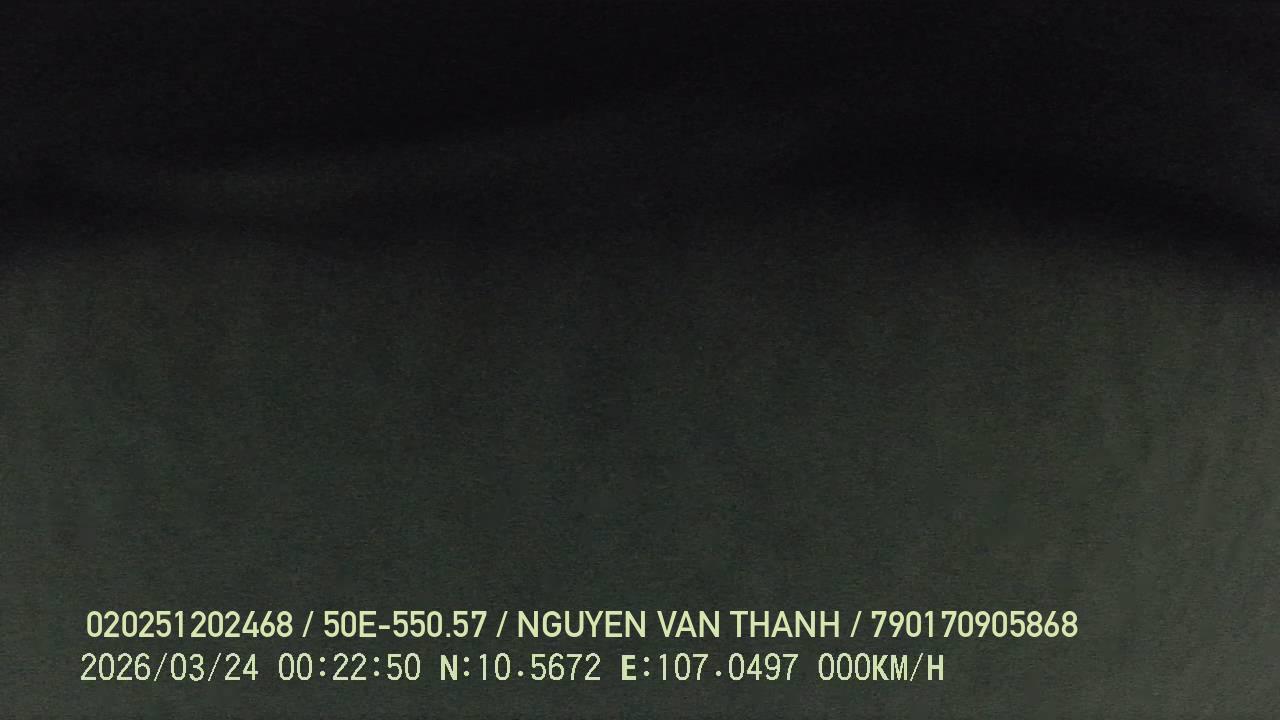 020251202468 / 50E-550.57 / NGUYEN VAN THANH / 790170905868
2026/03/24 00:22:50 N:10.5672 E:107.0497 000KM/H